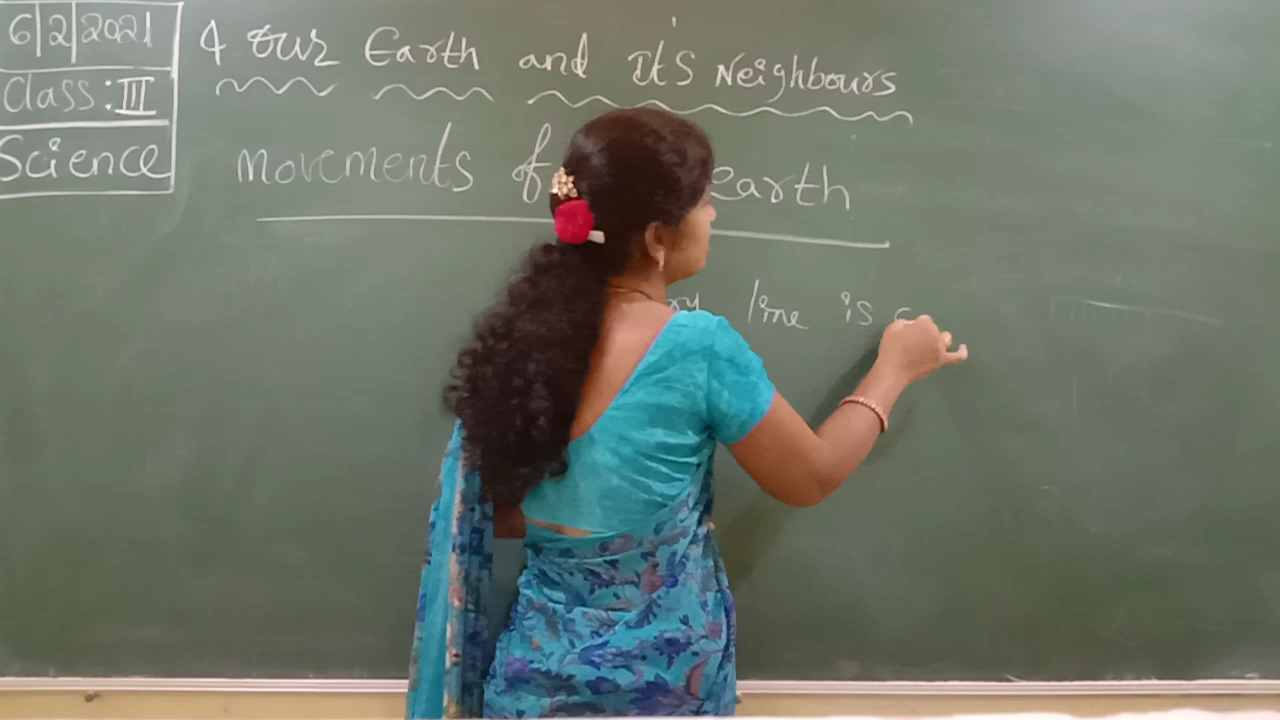 6/2/2021
Class: III
Science
4 Our Earth and It's Neighbours
Movements of earth
line is